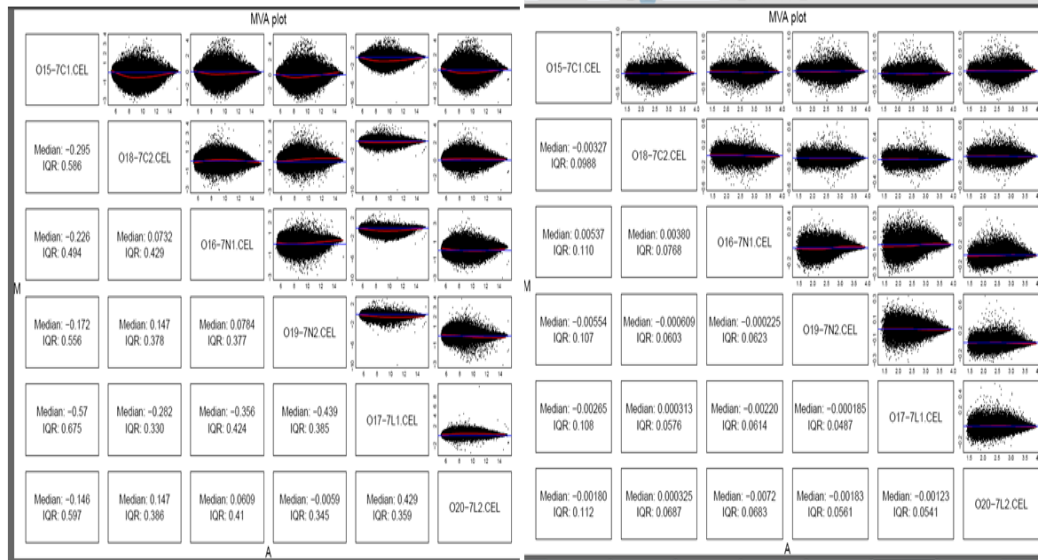 MVA plot
O15-7C1.CEL
Median: -0.295
IQR: 0.586
O18-7C2.CEL
Median: -0.226
IQR: 0.494
Median: 0.0732
IQR: 0.429
O16-7N1.CEL
M
Median: -0.172
IQR: 0.556
Median: 0.147
IQR: 0.378
Median: 0.0784
IQR: 0.377
O19-7N2.CEL
Median: -0.57
IQR: 0.675
Median: -0.282
IQR: 0.330
Median: -0.356
IQR: 0.424
Median: -0.439
IQR: 0.385
O17-7L1.CEL
Median: -0.146
IQR: 0.597
Median: 0.147
IQR: 0.386
Median: 0.0609
IQR: 0.41
Median: -0.0059
IQR: 0.345
Median: 0.429
IQR: 0.359
O20-7L2.CEL
A
MVA plot
O15-7C1.CEL
Median: -0.00327
IQR: 0.0988
O18-7C2.CEL
Median: 0.00537
IQR: 0.110
Median: 0.00380
IQR: 0.0768
O16-7N1.CEL
M
Median: -0.00554
IQR: 0.107
Median: -0.000609
IQR: 0.0603
Median: -0.000225
IQR: 0.0623
O19-7N2.CEL
Median: -0.00265
IQR: 0.108
Median: 0.000313
IQR: 0.0576
Median: -0.00220
IQR: 0.0614
Median: -0.000185
IQR: 0.0487
O17-7L1.CEL
Median: -0.00180
IQR: 0.112
Median: 0.000325
IQR: 0.0687
Median: -0.0072
IQR: 0.0683
Median: -0.00183
IQR: 0.0561
Median: -0.00123
IQR: 0.0541
O20-7L2.CEL
A